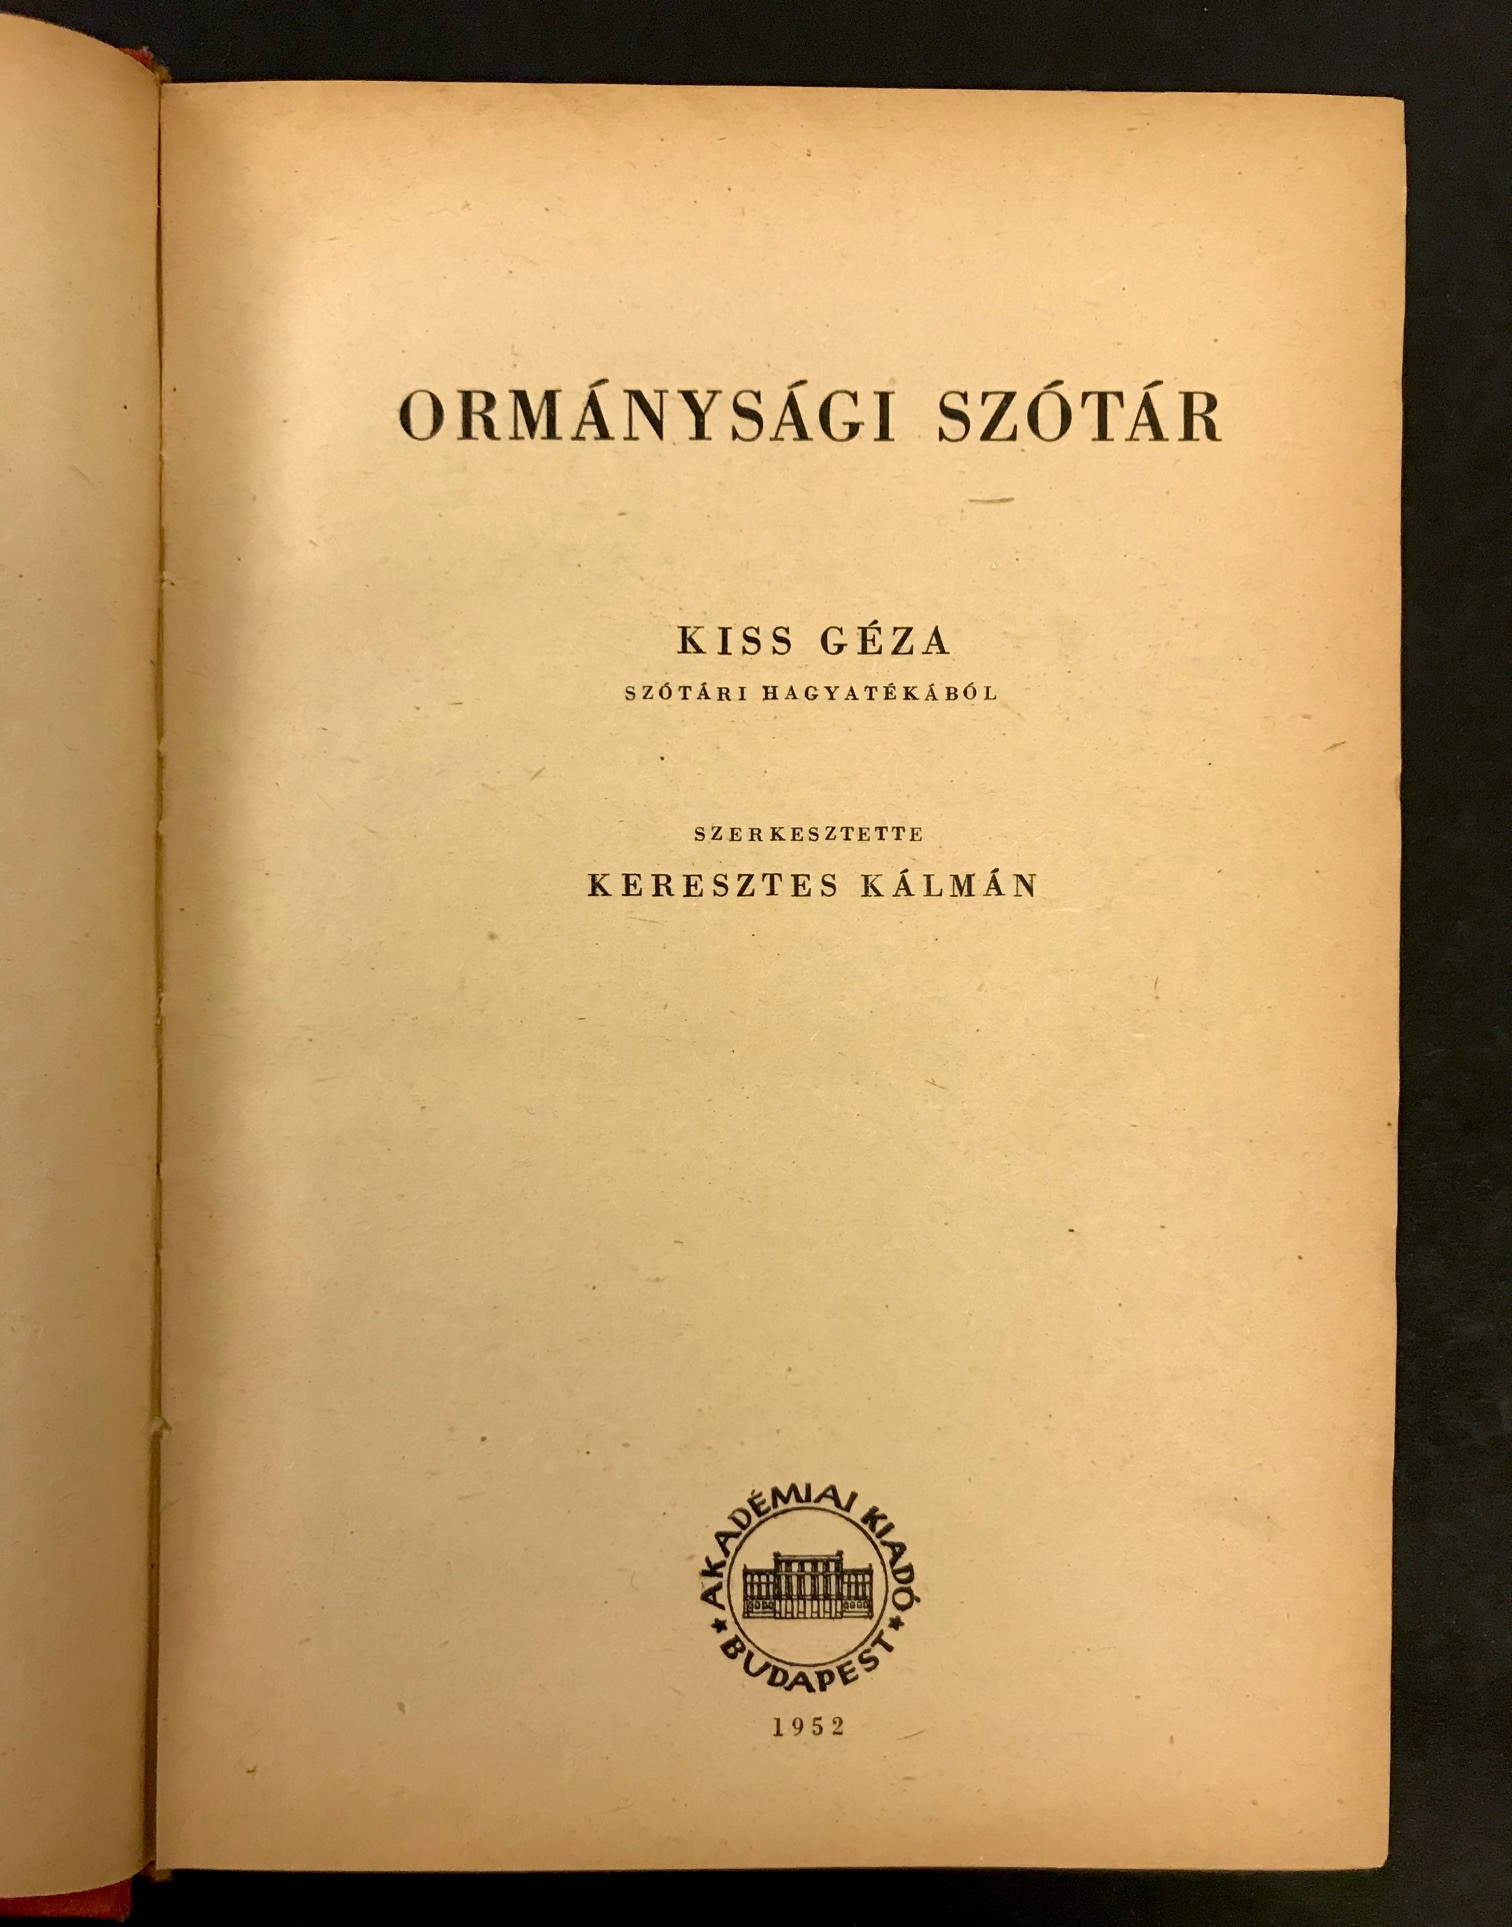 ORMÁNYSÁGI SZÓTÁR
KISS GÉZA
SZÓTÁRI HAGYATÉKÁBÓL
SZERKESZTETTE
KERESZTES KÁLMÁN
AKADÉMIAI KIADÓ
★ BUDAPEST ★
1952